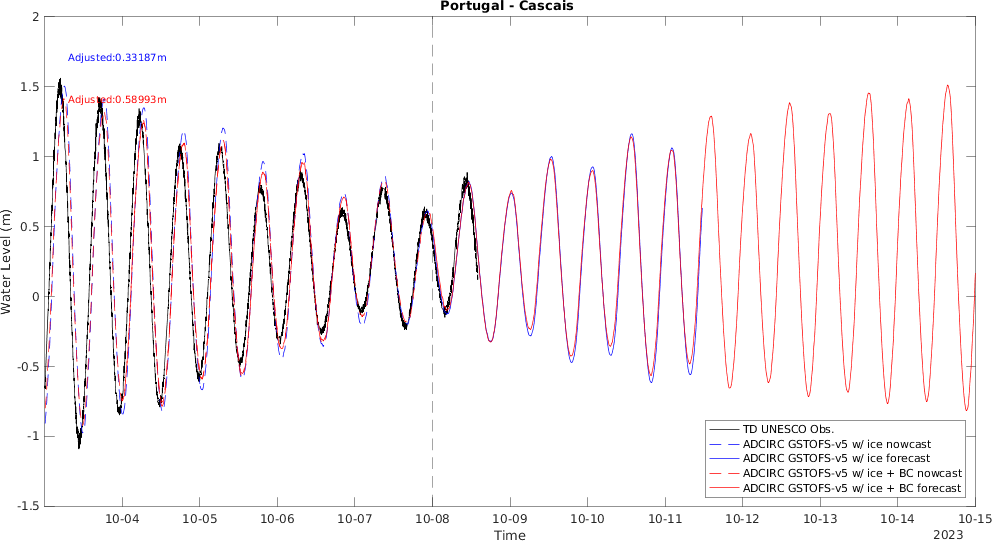 Portugal - Cascais
2
1.5
1
0.5
0
-0.5
-1
-1.5
Water Level (m)
Adjusted:0.33187m
Adjusted:0.58993m
TD UNESCO Obs.
ADCIRC GSTOFS-v5 w/ ice nowcast
ADCIRC GSTOFS-v5 w/ ice forecast
ADCIRC GSTOFS-v5 w/ ice + BC nowcast
ADCIRC GSTOFS-v5 w/ ice + BC forecast
10-04 10-05 10-06 10-07 10-08 10-09 10-10 10-11 10-12 10-13 10-14 10-15
Time
2023